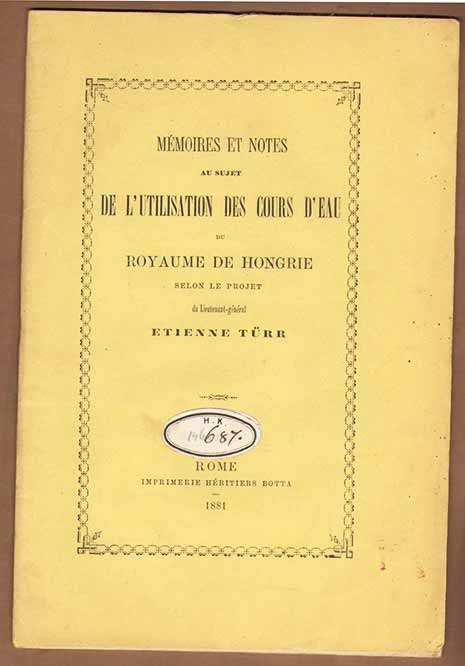 MÉMOIRES ET NOTES
AU SUJET
DE L'UTILISATION DES COURS D'EAU
DU
ROYAUME DE HONGRIE
SELON LE PROJET
du Lieutenant-général
ETIENNE TÜRR
H. K.
687.
ROME
IMPRIMERIE HÉRITIERS BOTTA
1881